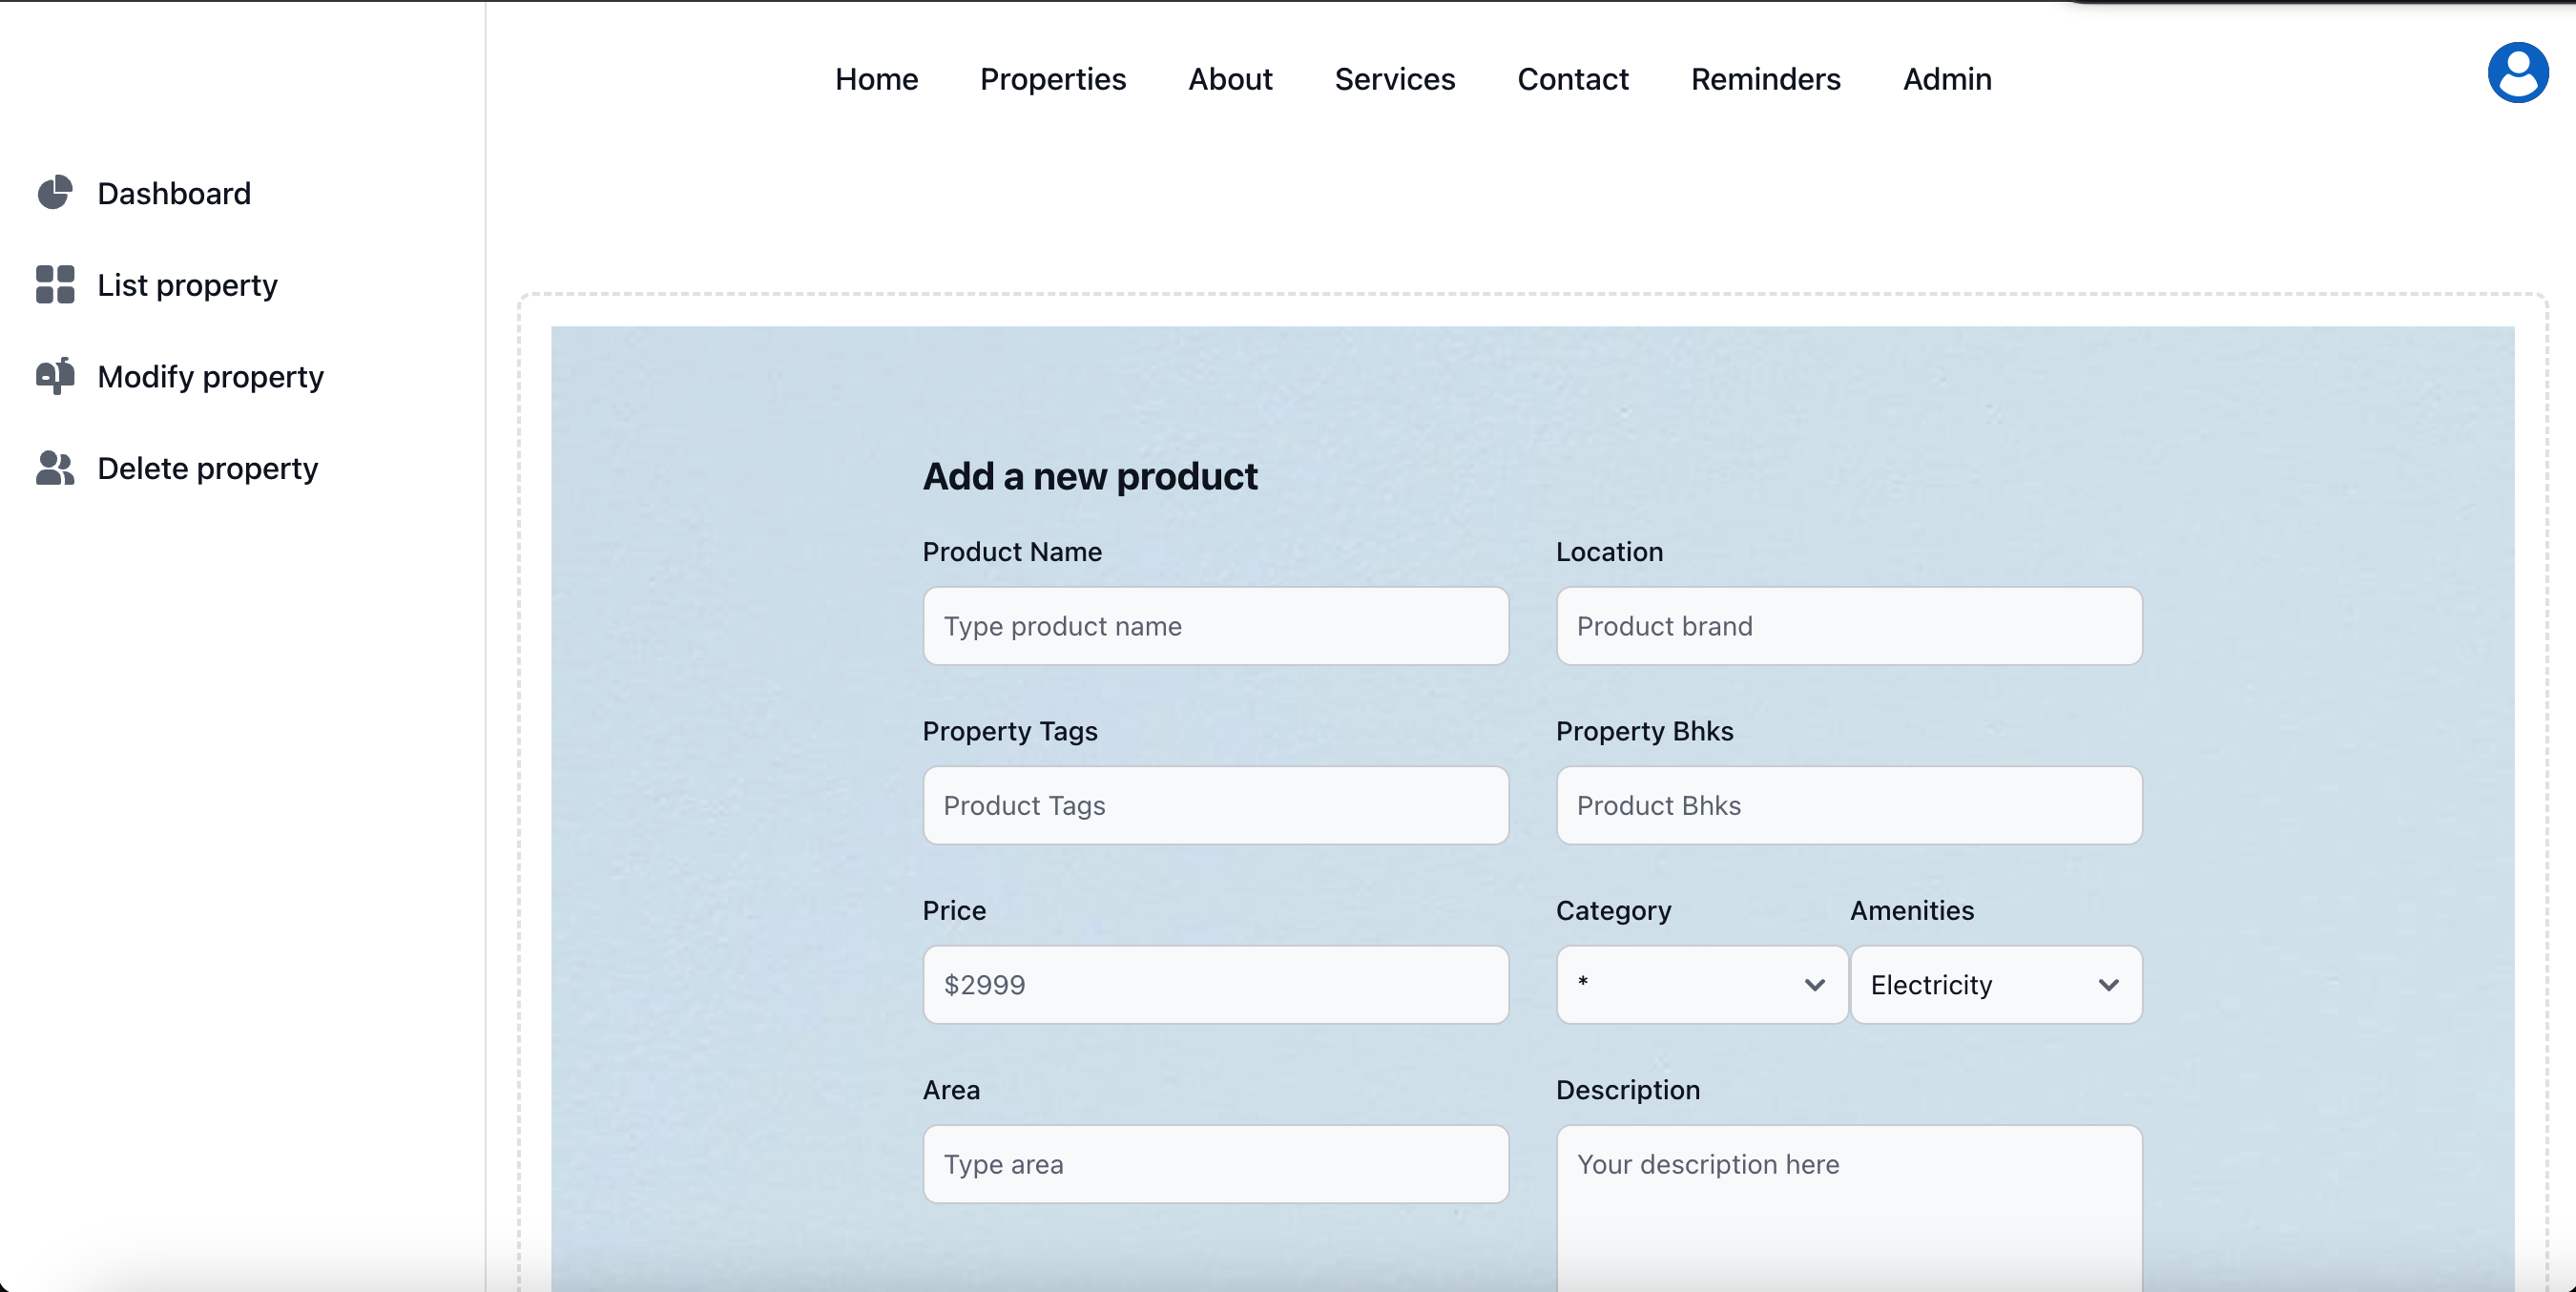 Home Properties About Services Contact Reminders Admin
Dashboard
List property
Modify property
Delete property
Add a new product
Product Name Location
Type product name Product brand
Property Tags Property Bhks
Product Tags Product Bhks
Price Category Amenities
$2999 * Electricity
Area Description
Type area Your description here